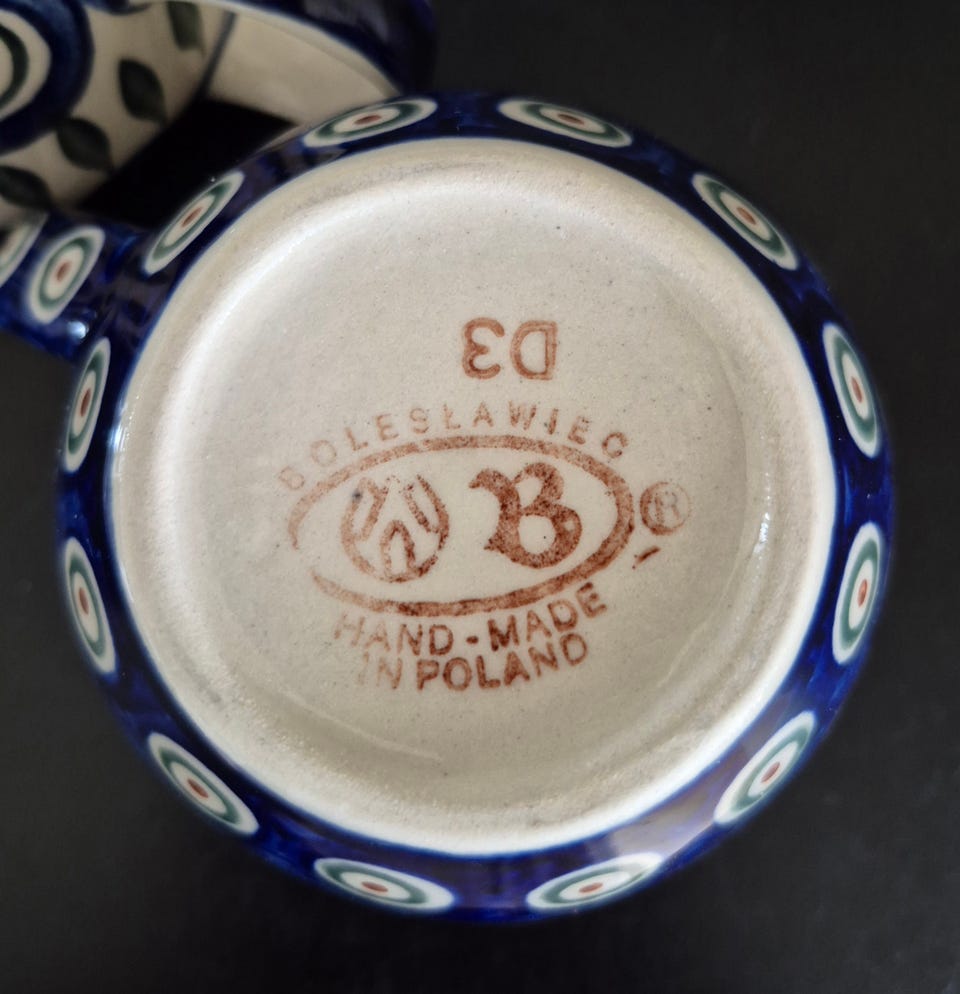 D3
BOLESŁAWIEC
B
®
HAND-MADE
IN POLAND